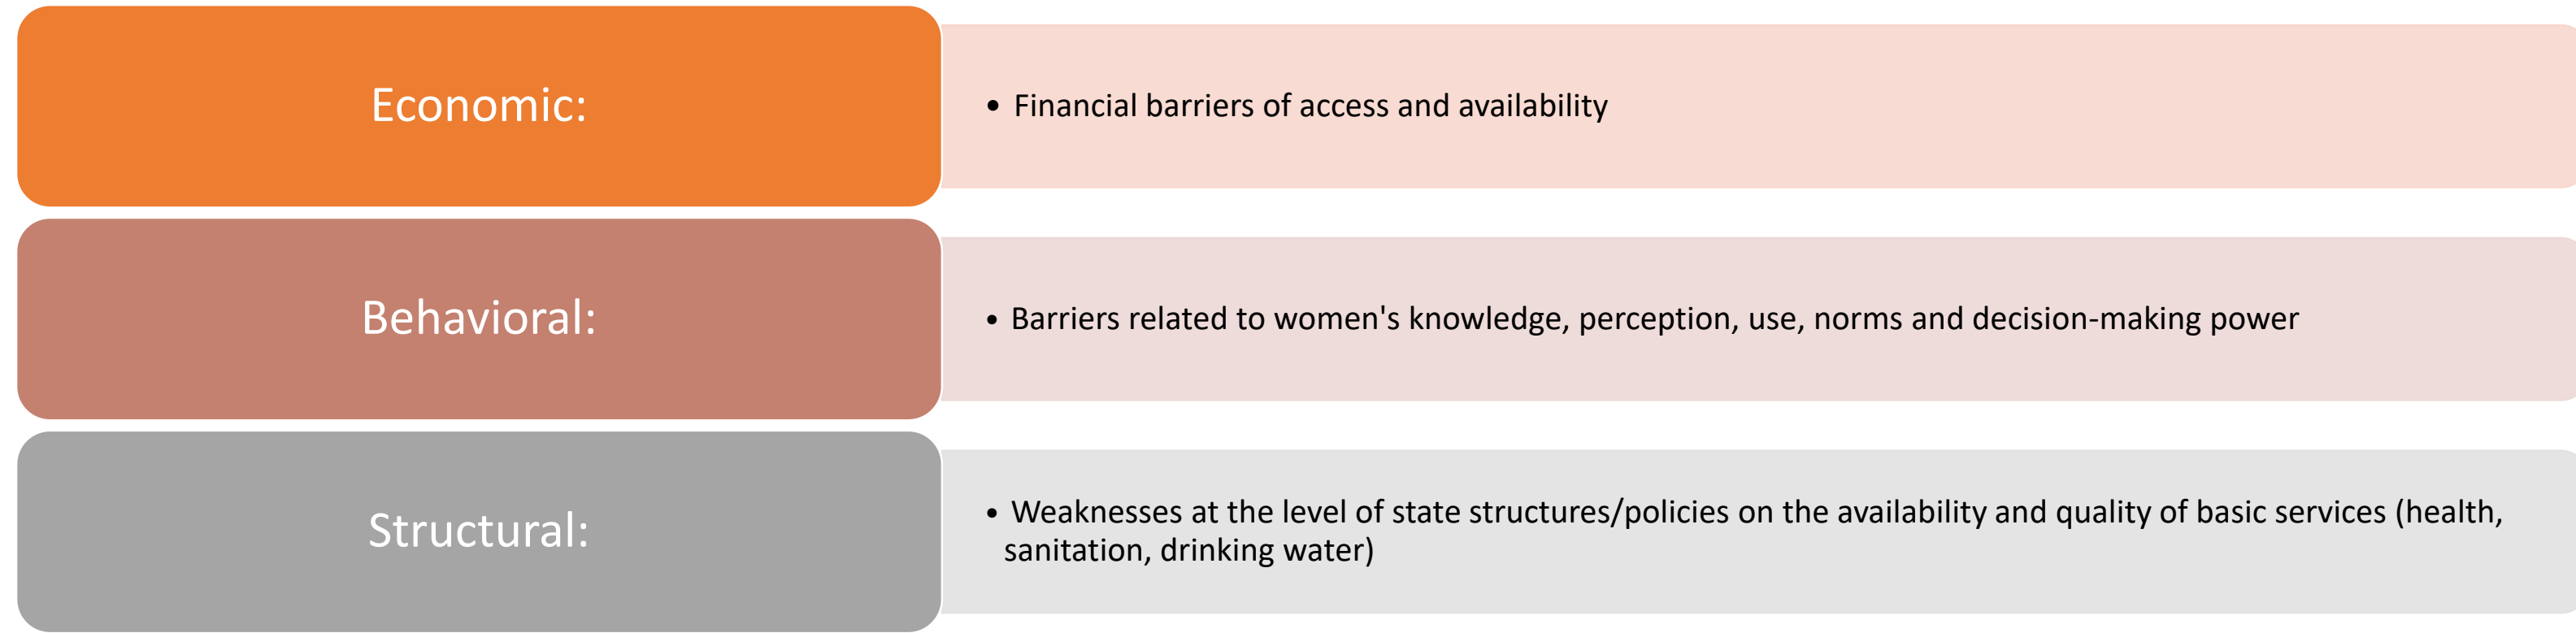 Economic:
• Financial barriers of access and availability
Behavioral:
• Barriers related to women's knowledge, perception, use, norms and decision-making power
Structural:
• Weaknesses at the level of state structures/policies on the availability and quality of basic services (health,
sanitation, drinking water)